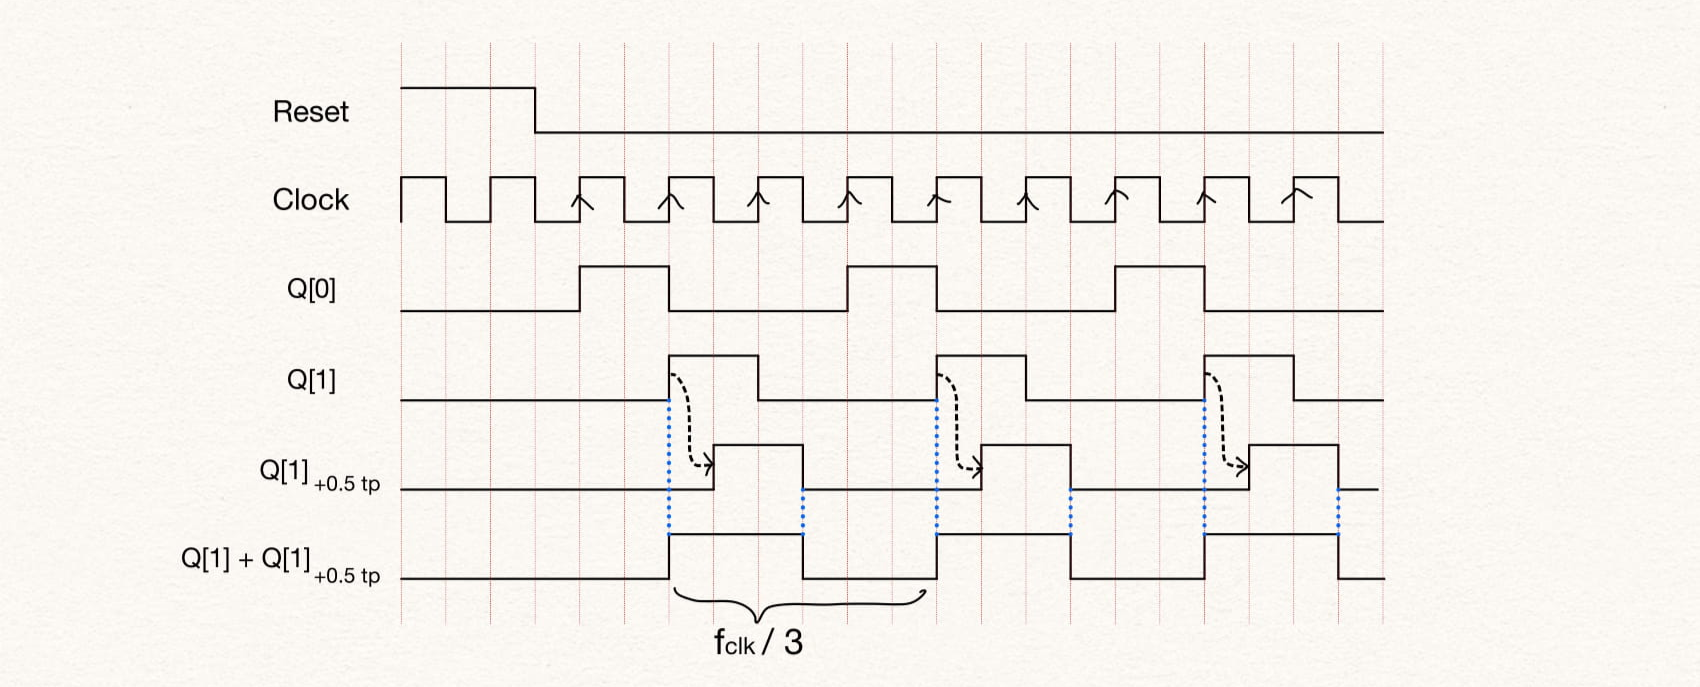 Reset
Clock
Q[0]
Q[1]
Q[1] +0.5 tp
Q[1] + Q[1] +0.5 tp
fclk / 3